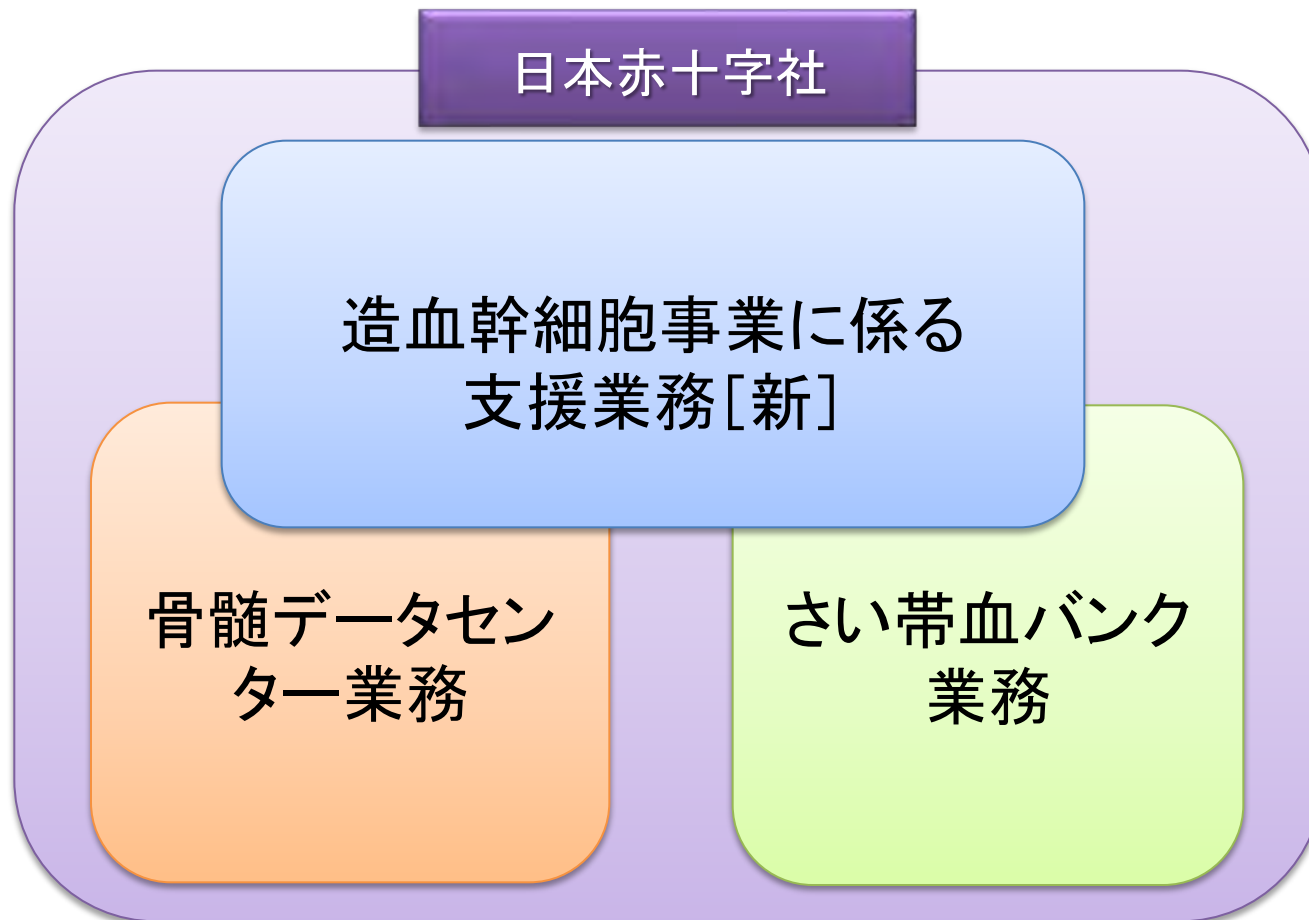 日本赤十字社
造血幹細胞事業に係る
支援業務[新]
骨髄データセン
ター業務
さい帯血バンク
業務